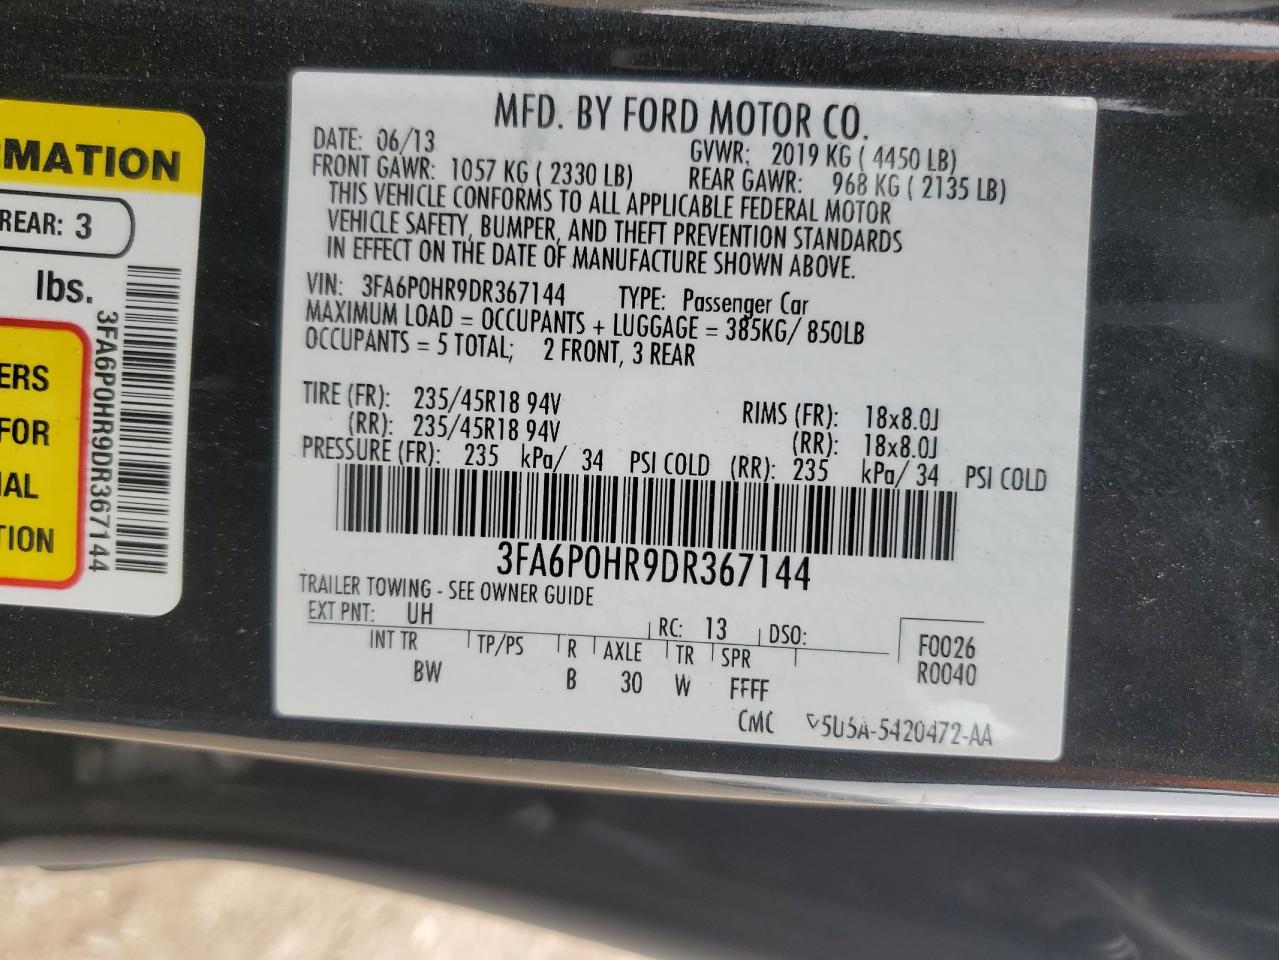 RMATION
REAR: 3
lbs.
ERS
FOR
IAL
TION
3FA6P0HR9DR367144
MFD. BY FORD MOTOR CO.
DATE: 06/13 GVWR: 2019 KG ( 4450 LB)
FRONT GAWR: 1057 KG ( 2330 LB) REAR GAWR: 968 KG ( 2135 LB)
THIS VEHICLE CONFORMS TO ALL APPLICABLE FEDERAL MOTOR
VEHICLE SAFETY, BUMPER, AND THEFT PREVENTION STANDARDS
IN EFFECT ON THE DATE OF MANUFACTURE SHOWN ABOVE.
VIN: 3FA6P0HR9DR367144 TYPE: Passenger Car
MAXIMUM LOAD = OCCUPANTS + LUGGAGE = 385KG/ 850LB
OCCUPANTS = 5 TOTAL; 2 FRONT, 3 REAR
TIRE (FR): 235/45R18 94V RIMS (FR): 18x8.0J
(RR): 235/45R18 94V (RR): 18x8.0J
PRESSURE (FR): 235 kPa/ 34 PSI COLD (RR): 235 kPa/ 34 PSI COLD
3FA6P0HR9DR367144
TRAILER TOWING - SEE OWNER GUIDE
EXT PNT: UH RC: 13 DSO:
INT TR TP/PS R AXLE TR SPR
BW B 30 W FFFF
F0026
R0040
CMC 5U5A-5420472-AA